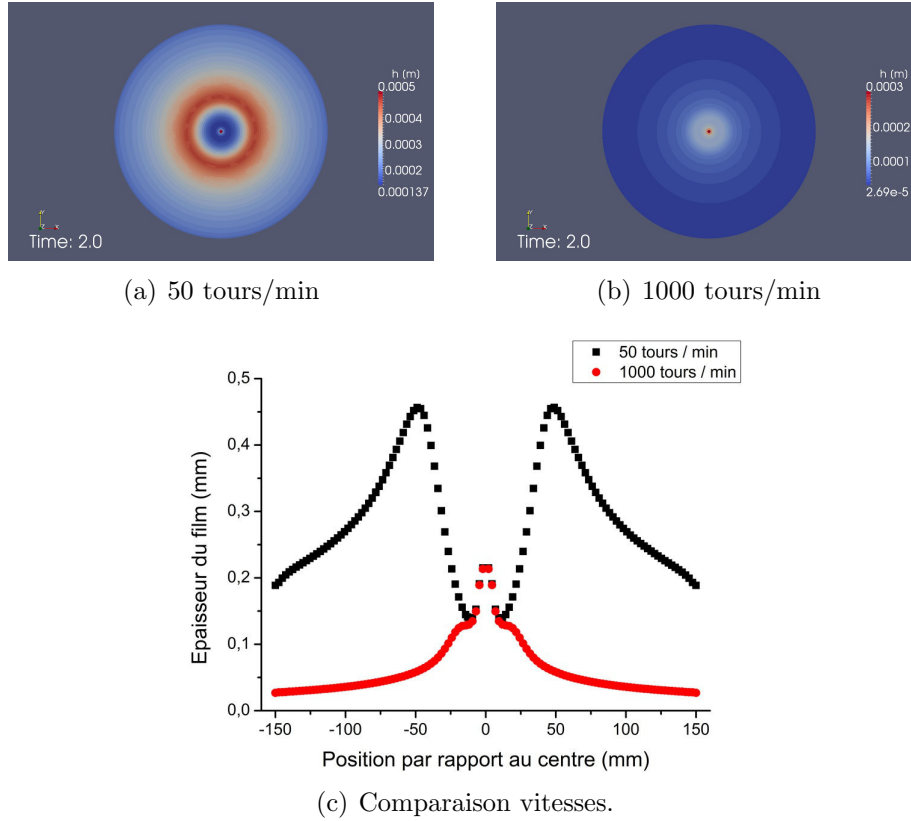 h (m)
0.0005
0.0004
0.0003
0.0002
0.000137
Y
Z
X
Time: 2.0
(a) 50 tours/min
h (m)
0.0003
0.0002
0.0001
2.69e-5
Y
Z
X
Time: 2.0
(b) 1000 tours/min
50 tours / min
1000 tours / min
Epaisseur du film (mm)
0,5
0,4
0,3
0,2
0,1
0,0
-150 -100 -50 0 50 100 150
Position par rapport au centre (mm)
(c) Comparaison vitesses.